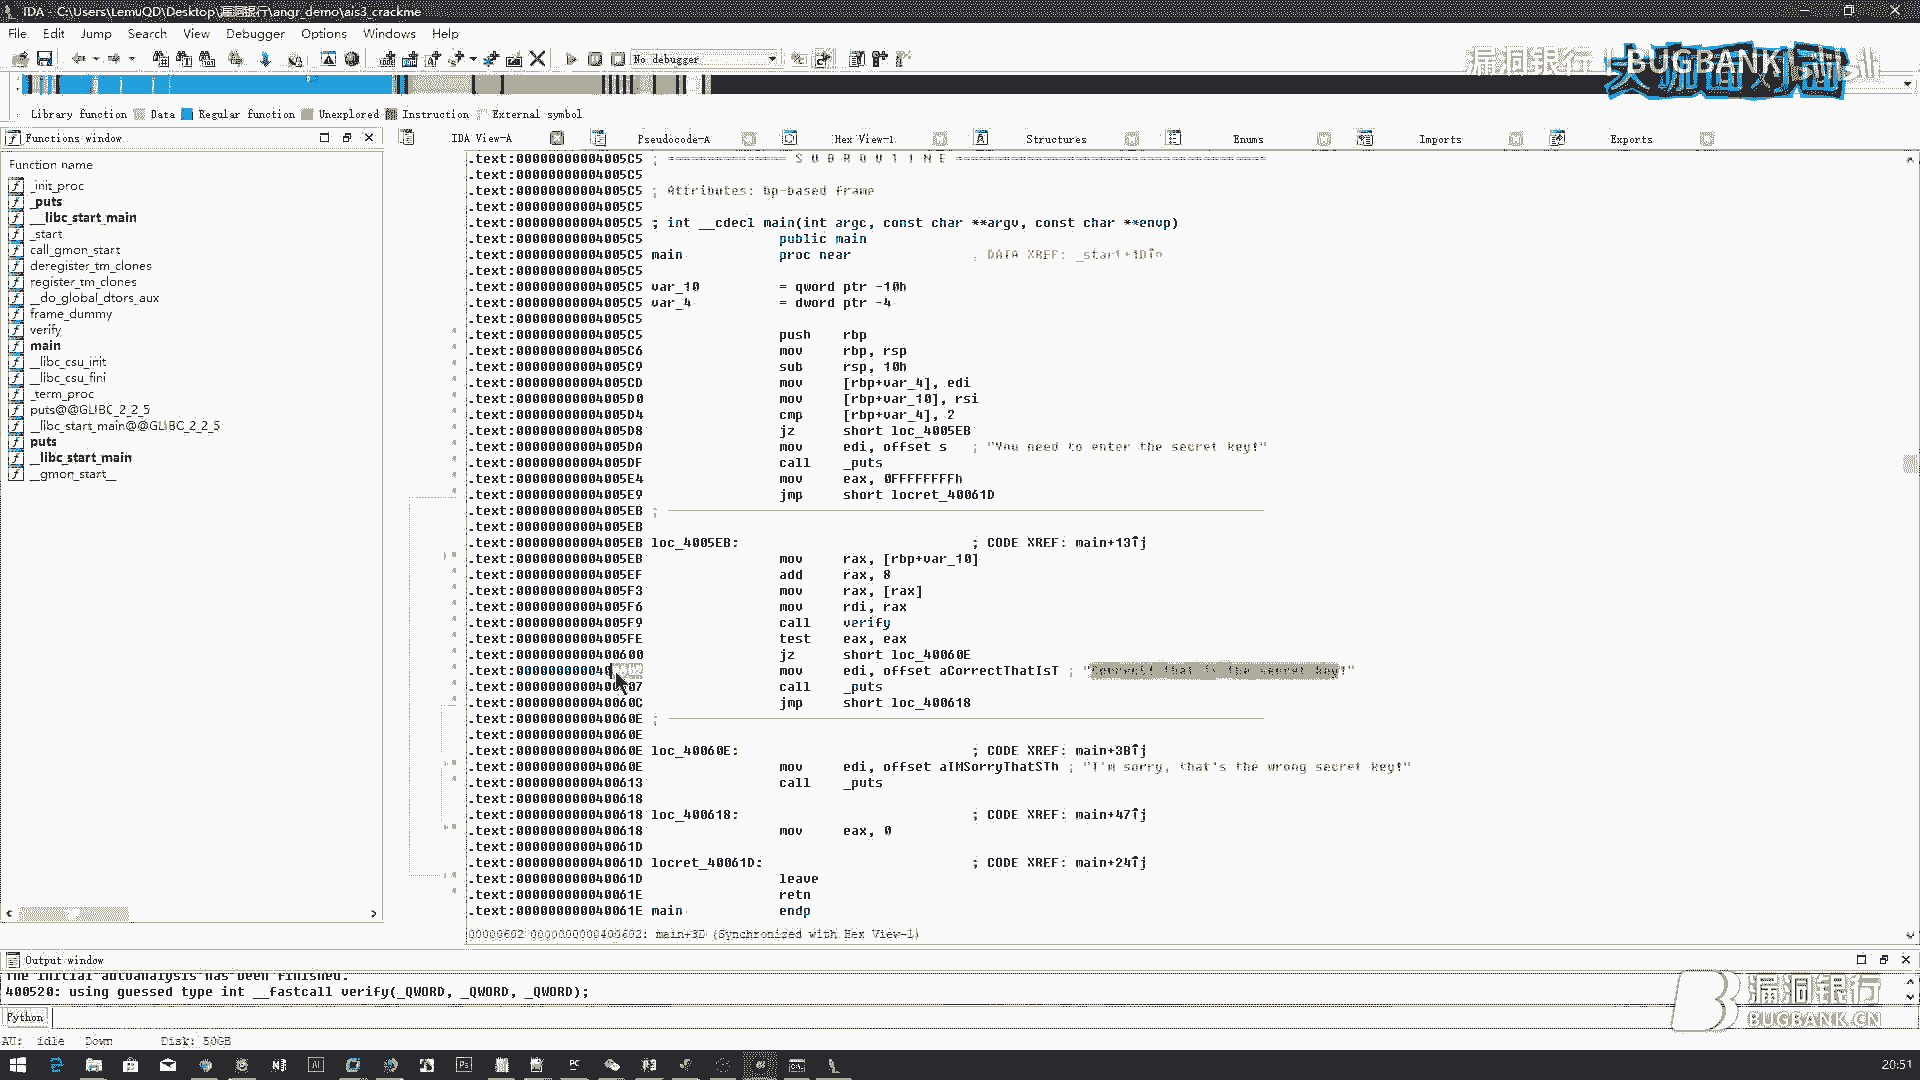 IDA - C:\Users\LemuQD\Desktop\漏洞银行\angr_demo\ais3_crackme
File Edit Jump Search View Debugger Options Windows Help
No debugger
漏洞银行 BUGBANK
Library function Data Regular function Unexplored Instruction External symbol
Functions window
IDA View-A Pseudocode-A Hex View-1 Structures Enums Imports Exports
Function name
_init_proc
_puts
__libc_start_main
_start
call_gmon_start
deregister_tm_clones
register_tm_clones
__do_global_dtors_aux
frame_dummy
verify
main
__libc_csu_init
__libc_csu_fini
_term_proc
puts@@GLIBC_2_2_5
__libc_start_main@@GLIBC_2_2_5
puts
__libc_start_main
__gmon_start__
.text:00000000004005C5 ; =============== S U B R O U T I N E =======================================
.text:00000000004005C5
.text:00000000004005C5 ; Attributes: bp-based frame
.text:00000000004005C5
.text:00000000004005C5 ; int __cdecl main(int argc, const char **argv, const char **envp)
.text:00000000004005C5 public main
.text:00000000004005C5 main proc near ; DATA XREF: _start+1D↑o
.text:00000000004005C5
.text:00000000004005C5 var_10 = qword ptr -10h
.text:00000000004005C5 var_4 = dword ptr -4
.text:00000000004005C5
.text:00000000004005C5 push rbp
.text:00000000004005C6 mov rbp, rsp
.text:00000000004005C9 sub rsp, 10h
.text:00000000004005CD mov [rbp+var_4], edi
.text:00000000004005D0 mov [rbp+var_10], rsi
.text:00000000004005D4 cmp [rbp+var_4], 2
.text:00000000004005D8 jz short loc_4005EB
.text:00000000004005DA mov edi, offset s ; "You need to enter the secret key!"
.text:00000000004005DF call _puts
.text:00000000004005E4 mov eax, 0FFFFFFFFh
.text:00000000004005E9 jmp short locret_40061D
.text:00000000004005EB ;
.text:00000000004005EB
.text:00000000004005EB loc_4005EB: ; CODE XREF: main+13↑j
.text:00000000004005EB mov rax, [rbp+var_10]
.text:00000000004005EF add rax, 8
.text:00000000004005F3 mov rax, [rax]
.text:00000000004005F6 mov rdi, rax
.text:00000000004005F9 call verify
.text:00000000004005FE test eax, eax
.text:0000000000400600 jz short loc_40060E
.text:0000000000400602 mov edi, offset aCorrectThatIsT ; "Correct! that is the secret key!"
.text:0000000000400607 call _puts
.text:000000000040060C jmp short loc_400618
.text:000000000040060E ;
.text:000000000040060E
.text:000000000040060E loc_40060E: ; CODE XREF: main+3B↑j
.text:000000000040060E mov edi, offset aIMSorryThatSTh ; "I'm sorry, that's the wrong secret key!"
.text:0000000000400613 call _puts
.text:0000000000400618
.text:0000000000400618 loc_400618: ; CODE XREF: main+47↑j
.text:0000000000400618 mov eax, 0
.text:000000000040061D
.text:000000000040061D locret_40061D: ; CODE XREF: main+24↑j
.text:000000000040061D leave
.text:000000000040061E retn
.text:000000000040061E main endp
00000602 0000000000400602: main+3D (Synchronized with Hex View-1)
Output window
The initial autoanalysis has been finished.
400520: using guessed type int __fastcall verify(_QWORD, _QWORD, _QWORD);
Python
AU: idle Down Disk: 50GB
漏洞银行
BUGBANK.CN
20:51